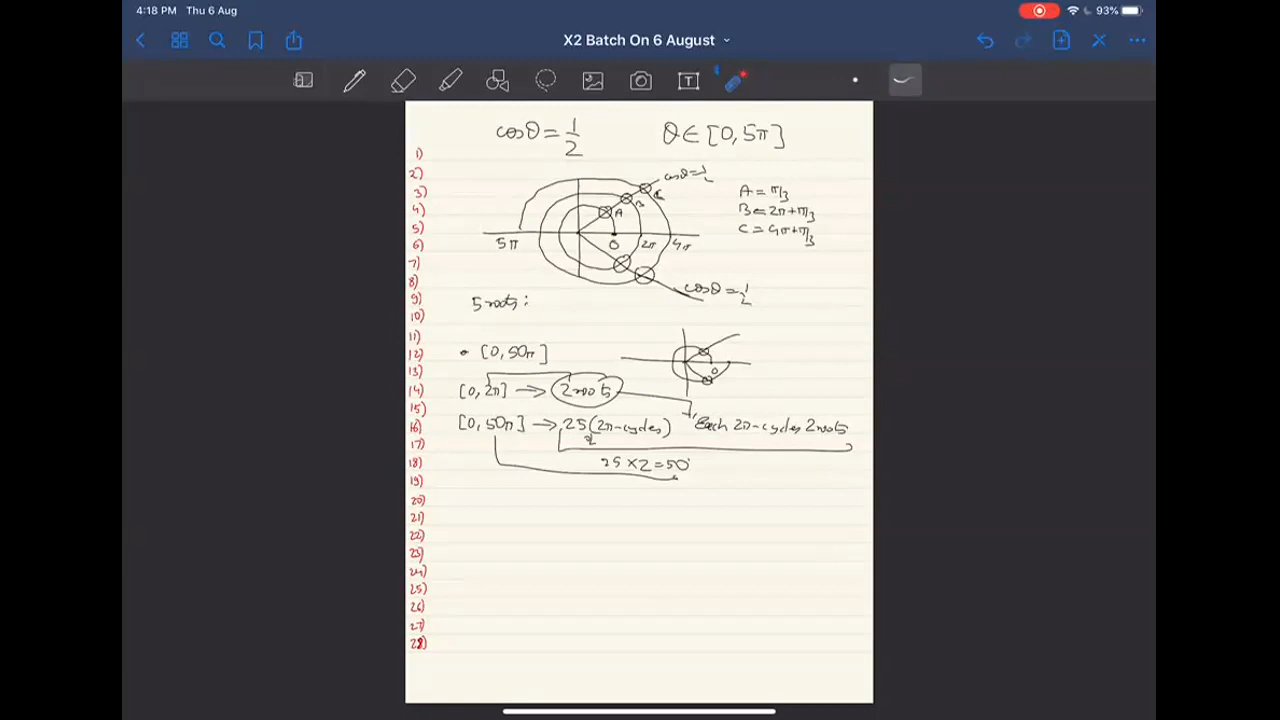 4:18 PM Thu 6 Aug
93%
X2 Batch On 6 August
T
cosθ = 1/2 θ ∈ [0, 5π]
1)
2)
3)
4)
5)
6)
7)
8)
9)
10)
11)
12)
13)
14)
15)
16)
17)
18)
19)
20)
21)
22)
23)
24)
25)
26)
27)
28)
cosθ = 1/2
A
B
C
5π
0
2π
4π
cosθ = 1/2
A = π/3
B = 2π + π/3
C = 4π + π/3
5 roots :
• [0, 50π]
0
[0, 2π] → 2 roots
[0, 50π] → 25 (2π-cycles) Each 2π-cycles 2 roots
25 × 2 = 50